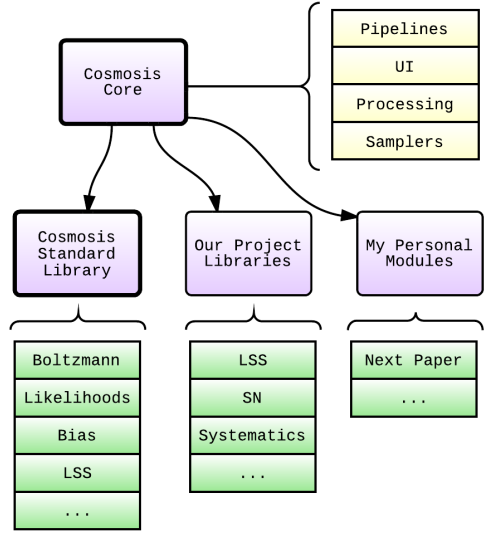 Cosmosis
Core
Pipelines
UI
Processing
Samplers
Cosmosis
Standard
Library
Our Project
Libraries
My Personal
Modules
Boltzmann
Likelihoods
Bias
LSS
...
LSS
SN
Systematics
...
Next Paper
...